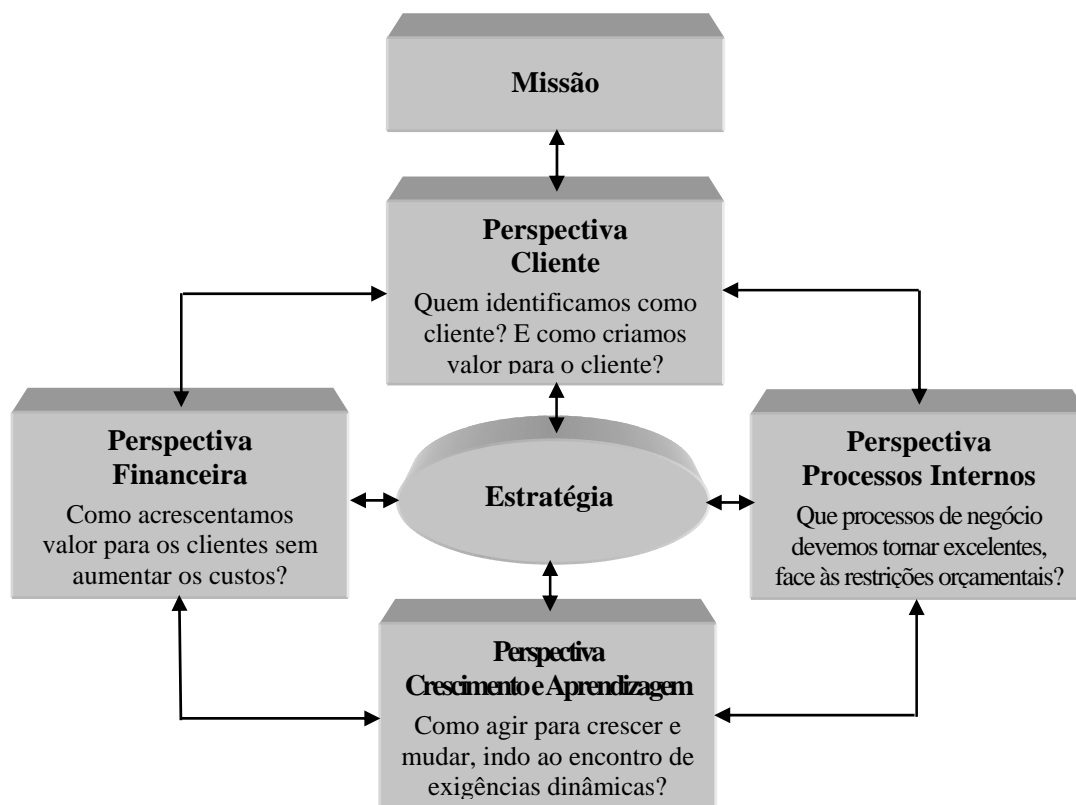 Missão
Perspectiva
Cliente
Quem identificamos como
cliente? E como criamos
valor para o cliente?
Perspectiva
Financeira
Como acrescentamos
valor para os clientes sem
aumentar os custos?
Estratégia
Perspectiva
Processos Internos
Que processos de negócio
devemos tornar excelentes,
face às restrições orçamentais?
Perspectiva
Crescimento e Aprendizagem
Como agir para crescer e
mudar, indo ao encontro de
exigências dinâmicas?